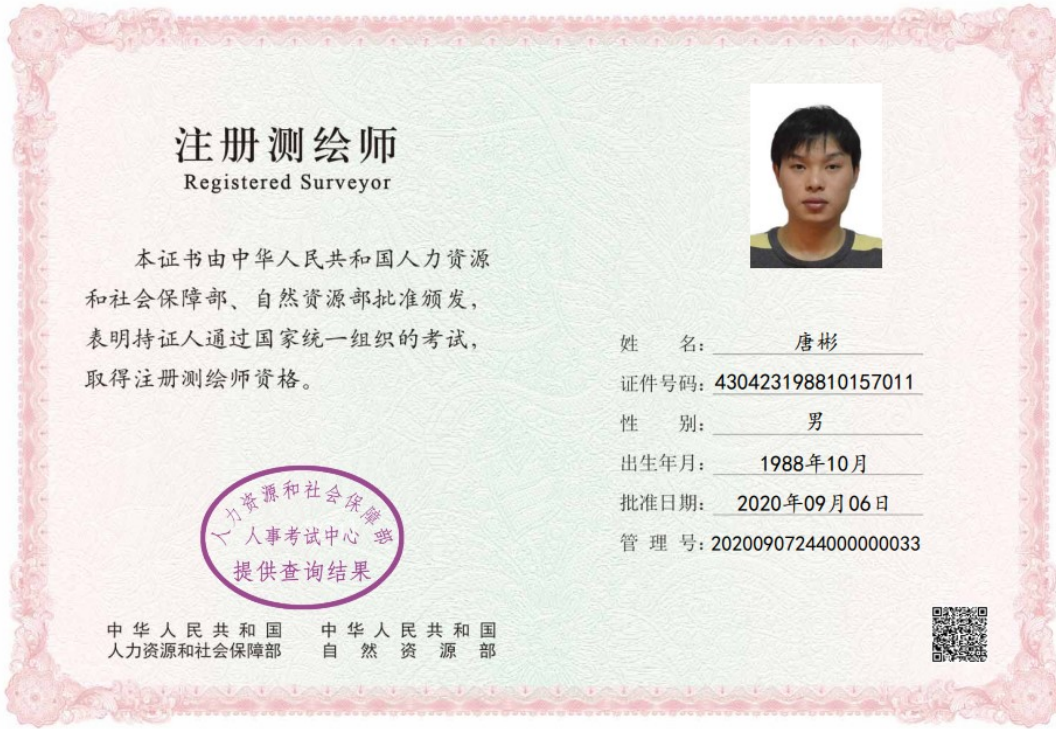 注册测绘师
Registered Surveyor
本证书由中华人民共和国人力资源
和社会保障部、自然资源部批准颁发，
表明持证人通过国家统一组织的考试，
取得注册测绘师资格。
人力资源和社会保障部
人事考试中心
提供查询结果
中华人民共和国
人力资源和社会保障部
中华人民共和国
自然资源部
姓 名：唐彬
证件号码：430423198810157011
性 别：男
出生年月：1988年10月
批准日期：2020年09月06日
管 理 号：20200907244000000033